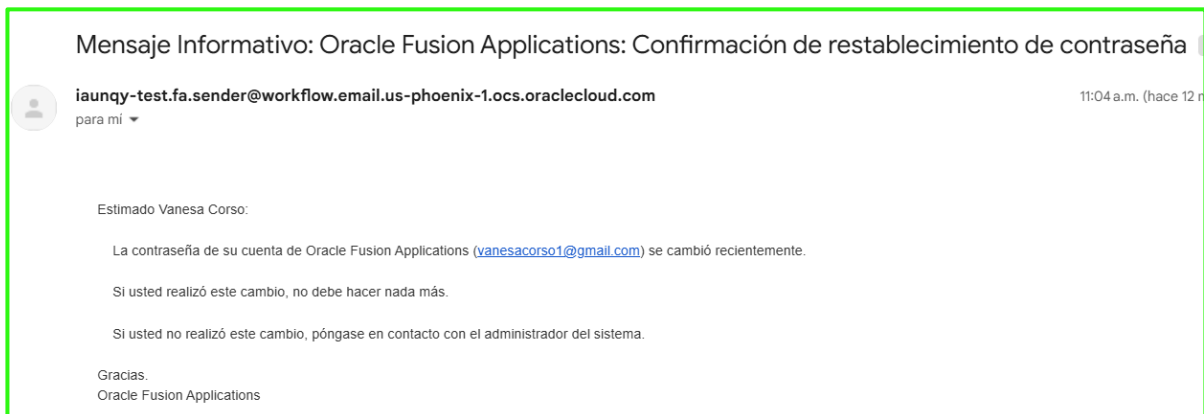 Mensaje Informativo: Oracle Fusion Applications: Confirmación de restablecimiento de contraseña
iaunqy-test.fa.sender@workflow.email.us-phoenix-1.ocs.oraclecloud.com
11:04 a.m. (hace 12 m
para mí
Estimado Vanesa Corso:
La contraseña de su cuenta de Oracle Fusion Applications (vanesacorso1@gmail.com) se cambió recientemente.
Si usted realizó este cambio, no debe hacer nada más.
Si usted no realizó este cambio, póngase en contacto con el administrador del sistema.
Gracias.
Oracle Fusion Applications